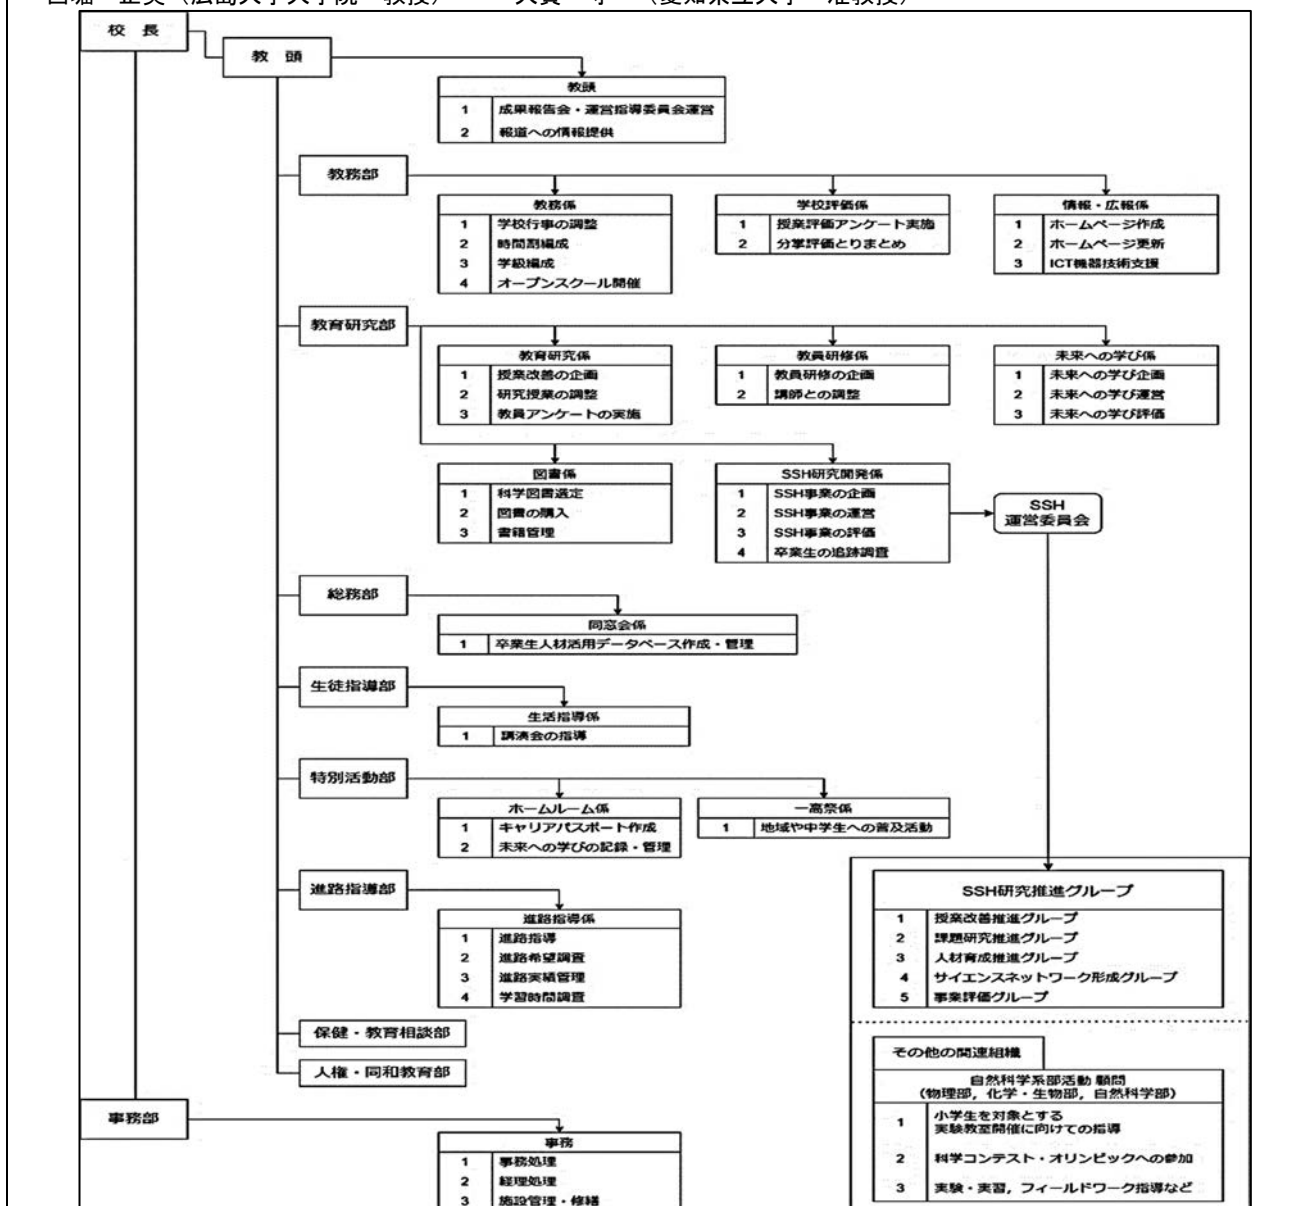 校 長
教 頭
教頭
1 成果報告会・運営指導委員会運営
2 報道への情報提供
教務部
教務係
1 学校行事の調整
2 時間割編成
3 学級編成
4 オープンスクール開催
学校評価係
1 授業評価アンケート実施
2 分掌評価とりまとめ
情報・広報係
1 ホームページ作成
2 ホームページ更新
3 ICT機器技術支援
教育研究部
教育研究係
1 授業改善の企画
2 研究授業の調整
3 教員アンケートの実施
教員研修係
1 教員研修の企画
2 講師との調整
未来への学び係
1 未来への学び企画
2 未来への学び運営
3 未来への学び評価
図書係
1 科学図書選定
2 図書の購入
3 書籍管理
SSH研究開発係
1 SSH事業の企画
2 SSH事業の運営
3 SSH事業の評価
4 卒業生の追跡調査
SSH
運営委員会
総務部
同窓会係
1 卒業生人材活用データベース作成・管理
生徒指導部
生活指導係
1 講演会の指導
特別活動部
ホームルーム係
1 キャリアパスポート作成
2 未来への学びの記録・管理
一高祭係
1 地域や中学生への普及活動
進路指導部
進路指導係
1 進路指導
2 進路希望調査
3 進路実績管理
4 学習時間調査
SSH研究推進グループ
1 授業改善推進グループ
2 課題研究推進グループ
3 人材育成推進グループ
4 サイエンスネットワーク形成グループ
5 事業評価グループ
保健・教育相談部
人権・同和教育部
その他の関連組織
自然科学系部活動 顧問
(物理部，化学・生物部，自然科学部)
1 小学生を対象とする
実験教室開催に向けての指導
2 科学コンテスト・オリンピックへの参加
3 実験・実習，フィールドワーク指導など
事務部
事務
1 事務処理
2 経理処理
3 施設管理・修繕